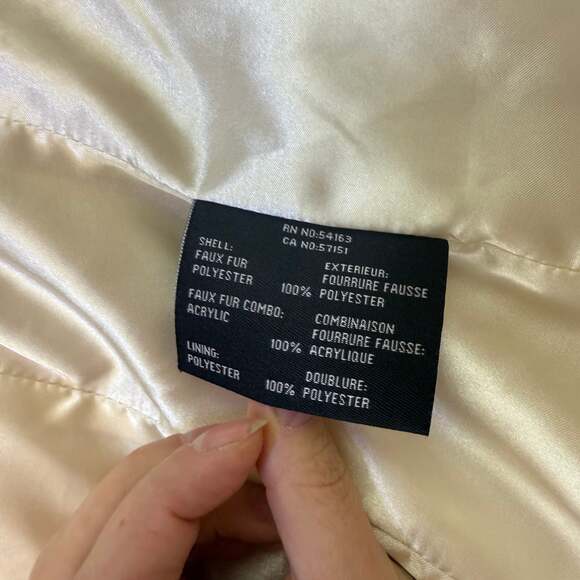 RN NO:54163
CA NO:57151
SHELL:
FAUX FUR
POLYESTER 100%
EXTERIEUR:
FOURRURE FAUSSE
POLYESTER
FAUX FUR COMBO:
ACRYLIC 100%
COMBINAISON
FOURRURE FAUSSE:
ACRYLIQUE
LINING:
POLYESTER 100%
DOUBLURE:
POLYESTER